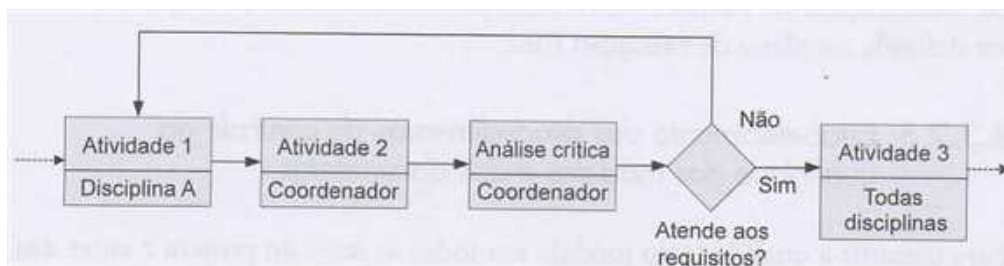 Não
Atividade 1
Disciplina A
Atividade 2
Coordenador
Análise crítica
Coordenador
Sim
Atividade 3
Todas
disciplinas
Atende aos
requisitos?